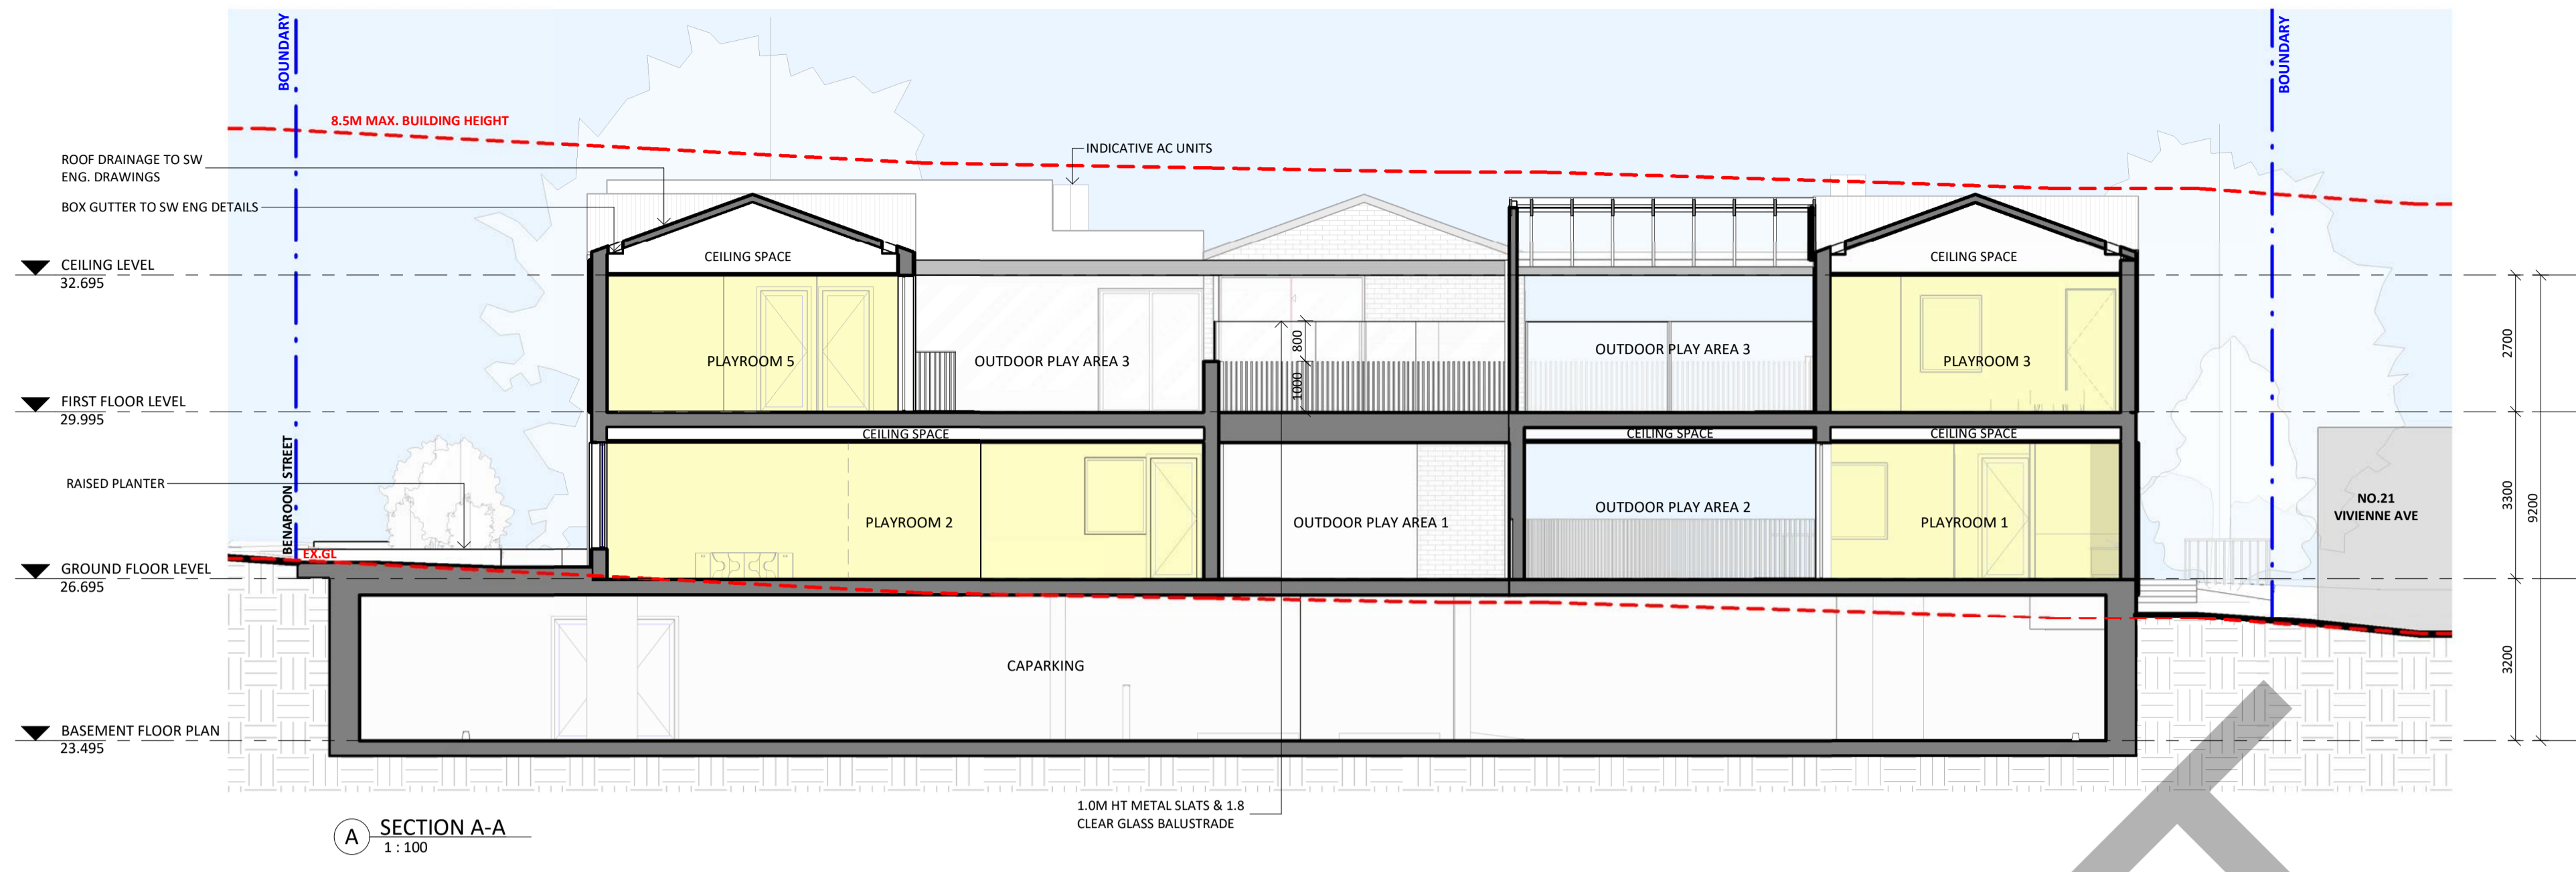 BOUNDARY
BOUNDARY
8.5M MAX. BUILDING HEIGHT
ROOF DRAINAGE TO SW
ENG. DRAWINGS
INDICATIVE AC UNITS
BOX GUTTER TO SW ENG DETAILS
CEILING SPACE
CEILING SPACE
CEILING LEVEL
32.695
PLAYROOM 5
OUTDOOR PLAY AREA 3
800
1000
OUTDOOR PLAY AREA 3
PLAYROOM 3
2700
FIRST FLOOR LEVEL
29.995
CEILING SPACE
CEILING SPACE
CEILING SPACE
BENAROON STREET
RAISED PLANTER
PLAYROOM 2
OUTDOOR PLAY AREA 1
OUTDOOR PLAY AREA 2
PLAYROOM 1
NO.21
VIVIENNE AVE
3300
9200
EX.GL
GROUND FLOOR LEVEL
26.695
CAPARKING
3200
BASEMENT FLOOR PLAN
23.495
1.0M HT METAL SLATS & 1.8
CLEAR GLASS BALUSTRADE
A
SECTION A-A
1 : 100